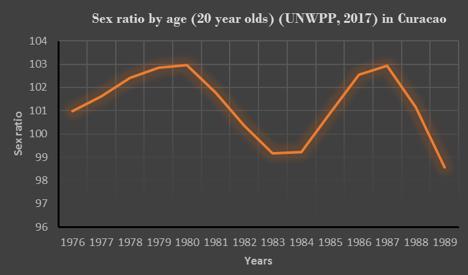 Sex ratio by age (20 year olds) (UNWPP, 2017) in Curacao
104
103
102
101
100
99
98
97
96
Sex ratio
1976 1977 1978 1979 1980 1981 1982 1983 1984 1985 1986 1987 1988 1989
Years